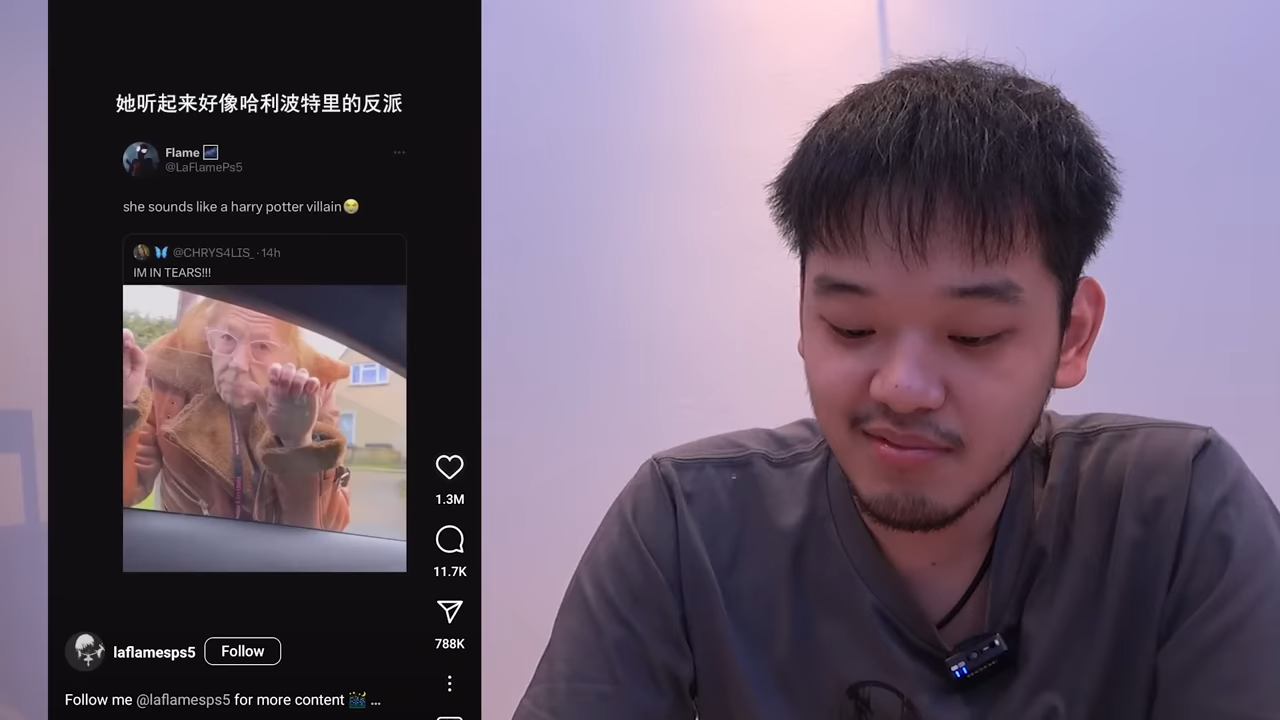 她听起来好像哈利波特里的反派
Flame
@LaFlamePs5
she sounds like a harry potter villain😭
@CHRYS4LIS_ · 14h
IM IN TEARS!!!
1.3M
11.7K
788K
laflamesps5
Follow
Follow me @laflamesps5 for more content 🌃 ...